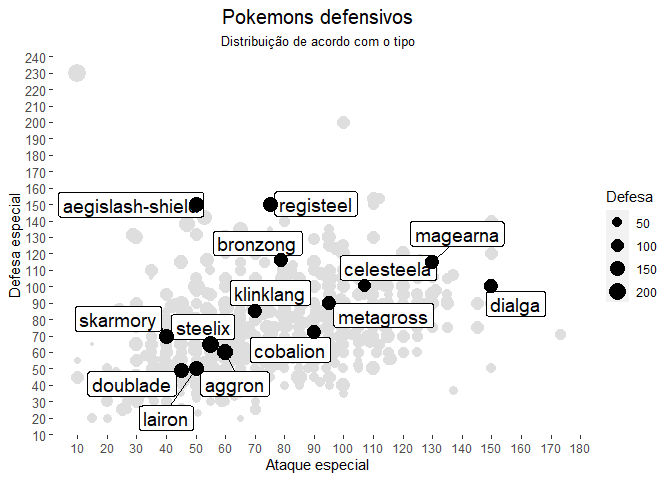 Pokemons defensivos
Distribuição de acordo com o tipo
Defesa especial
240
230
220
210
200
190
180
170
160
150
140
130
120
110
100
90
80
70
60
50
40
30
20
10
aegislash-shield
registeel
magearna
bronzong
celesteela
klinklang
dialga
metagross
skarmory
steelix
cobalion
doublade
aggron
lairon
10 20 30 40 50 60 70 80 90 100 110 120 130 140 150 160 170 180
Ataque especial
Defesa
50
100
150
200